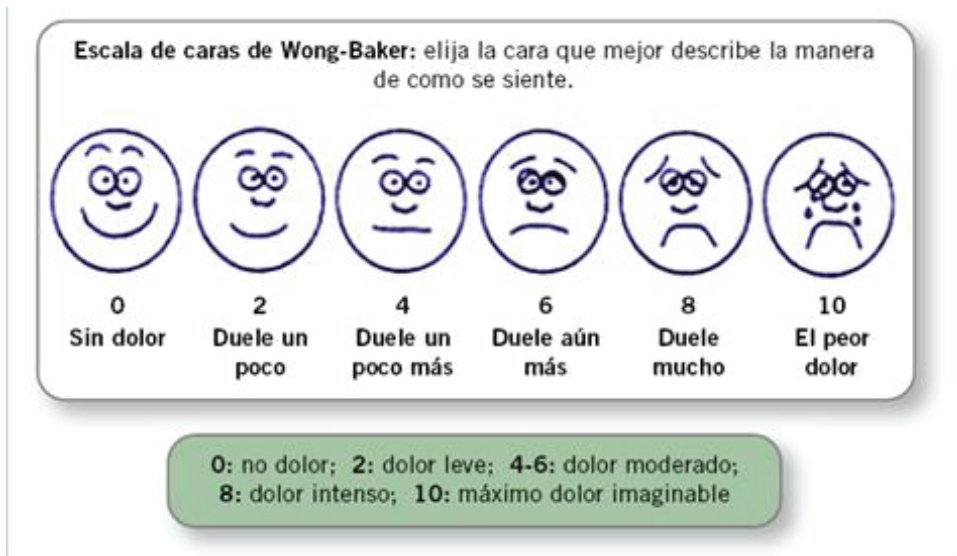 Escala de caras de Wong-Baker: elija la cara que mejor describe la manera
de como se siente.
0 2 4 6 8 10
Sin dolor Duele un Duele un Duele aún Duele El peor
poco poco más más mucho dolor
0: no dolor; 2: dolor leve; 4-6: dolor moderado;
8: dolor intenso; 10: máximo dolor imaginable